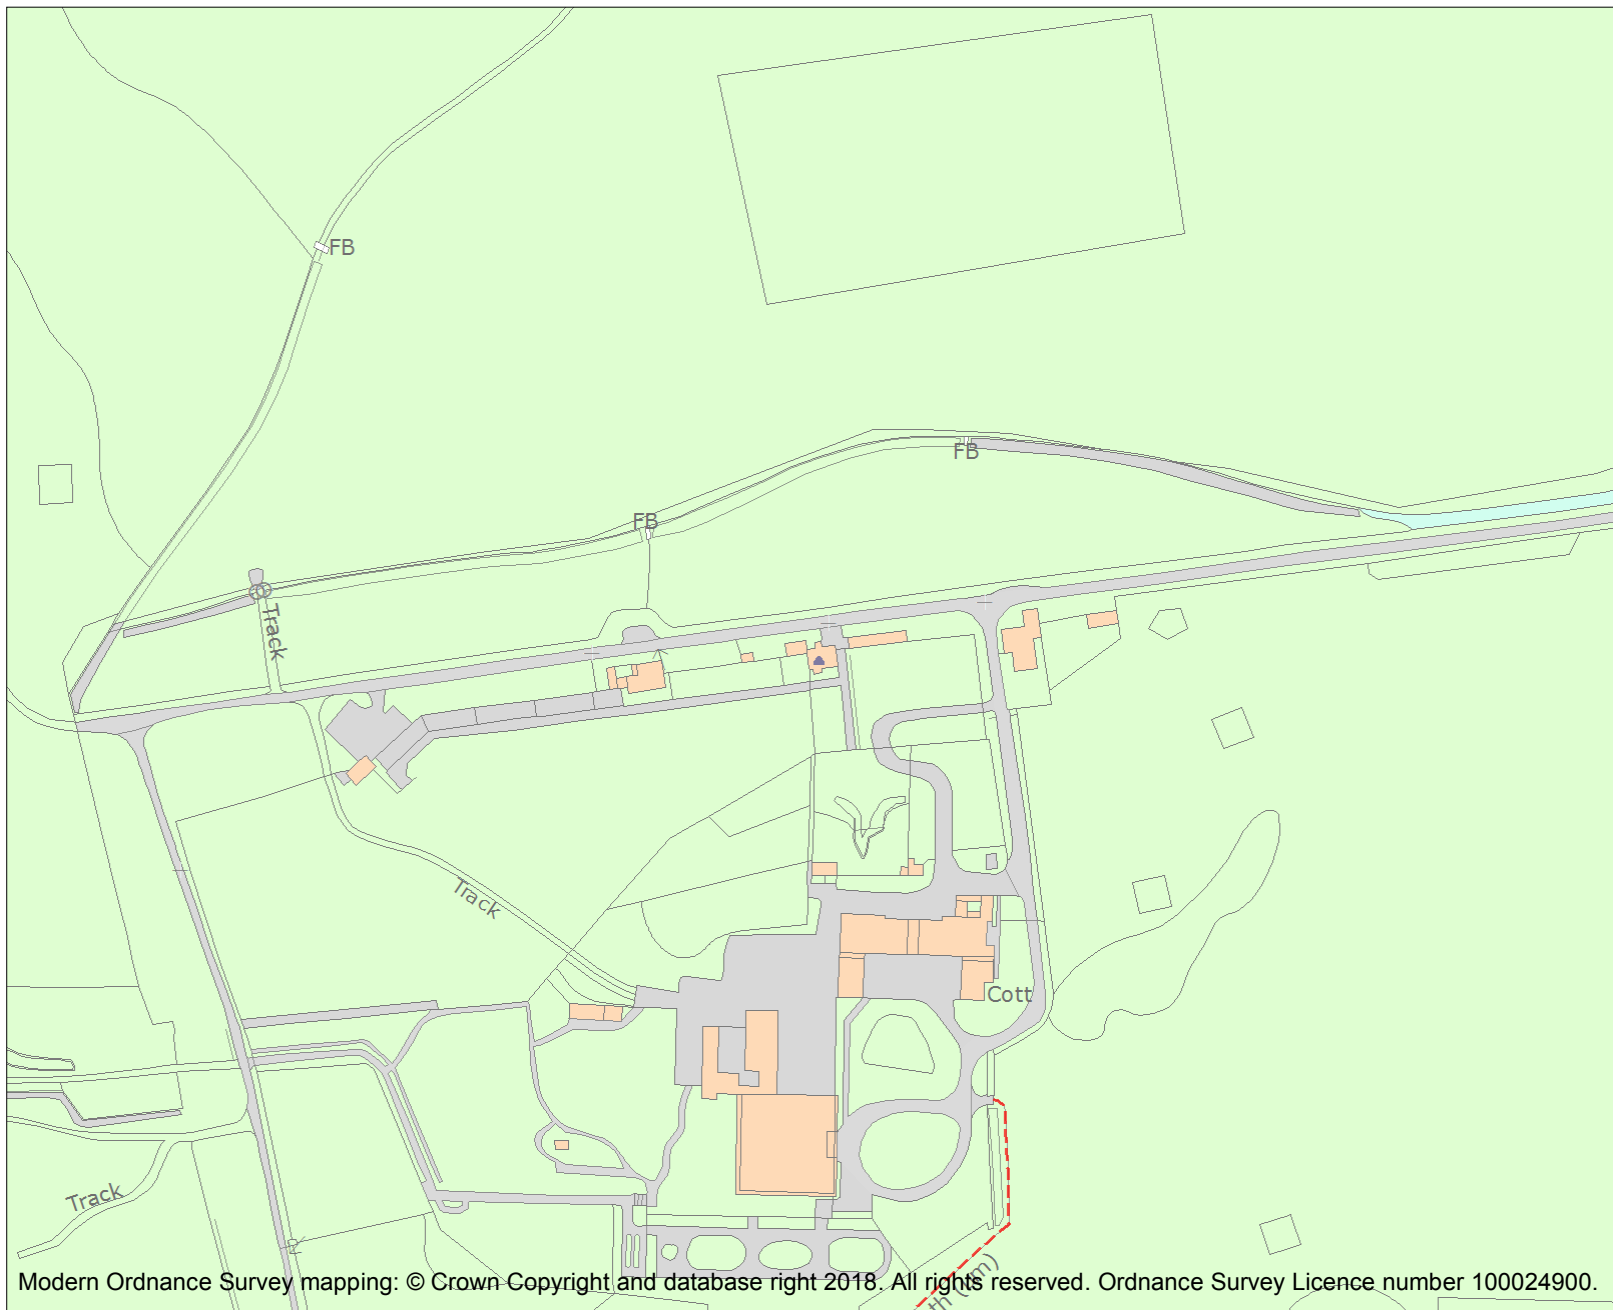 FB
FB
FB
Track
Track
Cott
Track
Modern Ordnance Survey mapping: © Crown Copyright and database right 2018. All rights reserved. Ordnance Survey Licence number 100024900.